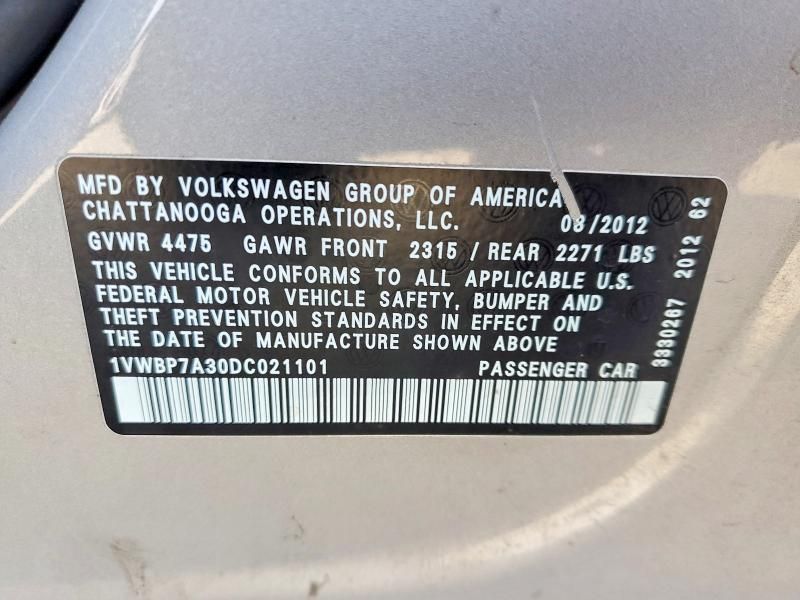 MFD BY VOLKSWAGEN GROUP OF AMERICA
CHATTANOOGA OPERATIONS, LLC. 08/2012
GVWR 4475 GAWR FRONT 2315 / REAR 2271 LBS
THIS VEHICLE CONFORMS TO ALL APPLICABLE U.S.
FEDERAL MOTOR VEHICLE SAFETY, BUMPER AND
THEFT PREVENTION STANDARDS IN EFFECT ON
THE DATE OF MANUFACTURE SHOWN ABOVE
1VWBP7A30DC021101 PASSENGER CAR
3330267 2012 62